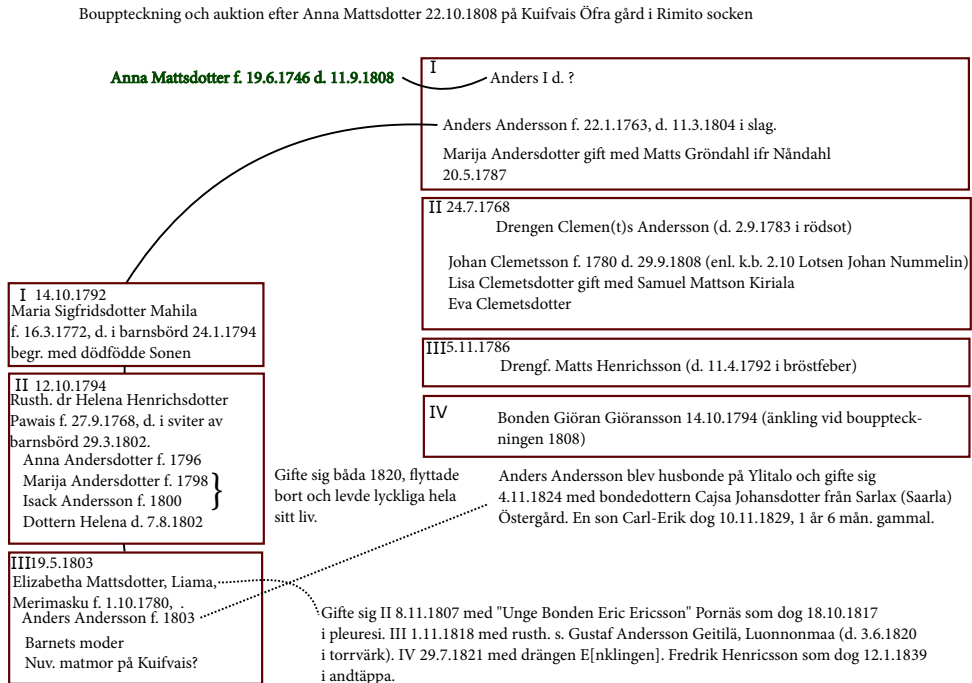 Bouppteckning och auktion efter Anna Mattsdotter 22.10.1808 på Kuifvais Öfra gård i Rimito socken
Anna Mattsdotter f. 19.6.1746 d. 11.9.1808
I
Anders I d. ?
Anders Andersson f. 22.1.1763, d. 11.3.1804 i slag.
Marija Andersdotter gift med Matts Gröndahl ifr Nåndahl
20.5.1787
II 24.7.1768
Drengen Clemen(t)s Andersson (d. 2.9.1783 i rödsot)
Johan Clemetsson f. 1780 d. 29.9.1808 (enl. k.b. 2.10 Lotsen Johan Nummelin)
Lisa Clemetsdotter gift med Samuel Mattson Kiriala
Eva Clemetsdotter
III 5.11.1786
Drengf. Matts Henrichsson (d. 11.4.1792 i bröstfeber)
IV
Bonden Giöran Giöransson 14.10.1794 (änkling vid bouppteck-
ningen 1808)
I 14.10.1792
Maria Sigfridsdotter Mahila
f. 16.3.1772, d. i barnsbörd 24.1.1794
begr. med dödfödde Sonen
II 12.10.1794
Rusth. dr Helena Henrichsdotter
Pawais f. 27.9.1768, d. i sviter av
barnsbörd 29.3.1802.
Anna Andersdotter f. 1796
Marija Andersdotter f. 1798
Isack Andersson f. 1800
Dottern Helena d. 7.8.1802
}
Gifte sig båda 1820, flyttade
bort och levde lyckliga hela
sitt liv.
Anders Andersson blev husbonde på Ylitalo och gifte sig
4.11.1824 med bondedottern Cajsa Johansdotter från Sarlax (Saarla)
Östergård. En son Carl-Erik dog 10.11.1829, 1 år 6 mån. gammal.
III 19.5.1803
Elizabetha Mattsdotter, Liama,
Merimasku f. 1.10.1780, .
Anders Andersson f. 1803
Barnets moder
Nuv. matmor på Kuifvais?
Gifte sig II 8.11.1807 med "Unge Bonden Eric Ericsson" Pornäs som dog 18.10.1817
i pleuresi. III 1.11.1818 med rusth. s. Gustaf Andersson Geitilä, Luonnonmaa (d. 3.6.1820
i torrvärk). IV 29.7.1821 med drängen E[nklingen]. Fredrik Henricsson som dog 12.1.1839
i andtäppa.